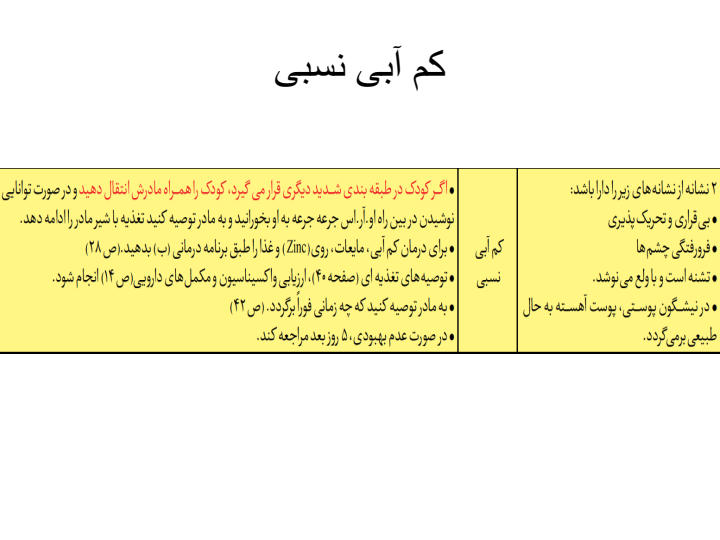 کم آبی نسبی
۲ نشانه از نشانه‌های زیر را دارا باشد:
• بی‌قراری و تحریک پذیری
• فرورفتگی چشم‌ها
• تشنه است و با ولع می‌نوشد.
• در نیشگون پوستی، پوست آهسته به حال
طبیعی برمی‌گردد.
کم آبی
نسبی
• اگر کودک در طبقه بندی شدید دیگری قرار می گیرد، کودک را همراه مادرش انتقال دهید و در صورت توانایی
نوشیدن در بین راه او.آر.اس جرعه جرعه به او بخورانید و به مادر توصیه کنید تغذیه با شیر مادر را ادامه دهد.
• برای درمان کم آبی، مایعات، روی(Zinc) و غذا را طبق برنامه درمانی (ب) بدهید.(ص ۲۸)
• توصیه‌های تغذیه ای (صفحه ۴۰)، ارزیابی واکسیناسیون و مکمل‌های دارویی(ص ۱۴) انجام شود.
• به مادر توصیه کنید که چه زمانی فوراً برگردد. (ص ۴۲)
• در صورت عدم بهبودی، ۵ روز بعد مراجعه کند.